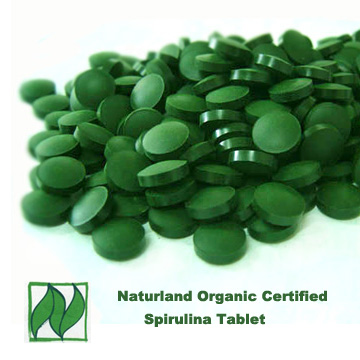 Naturland Organic Certified
Spirulina Tablet